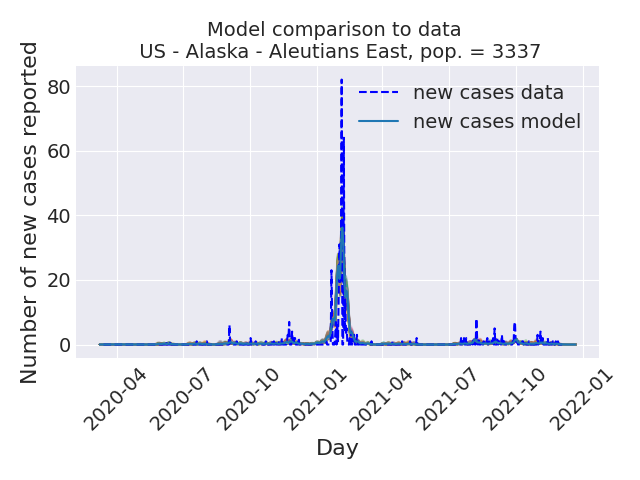 Model comparison to data
US - Alaska - Aleutians East, pop. = 3337
Number of new cases reported
80
60
40
20
0
new cases data
new cases model
2020-04
2020-07
2020-10
2021-01
2021-04
2021-07
2021-10
2022-01
Day